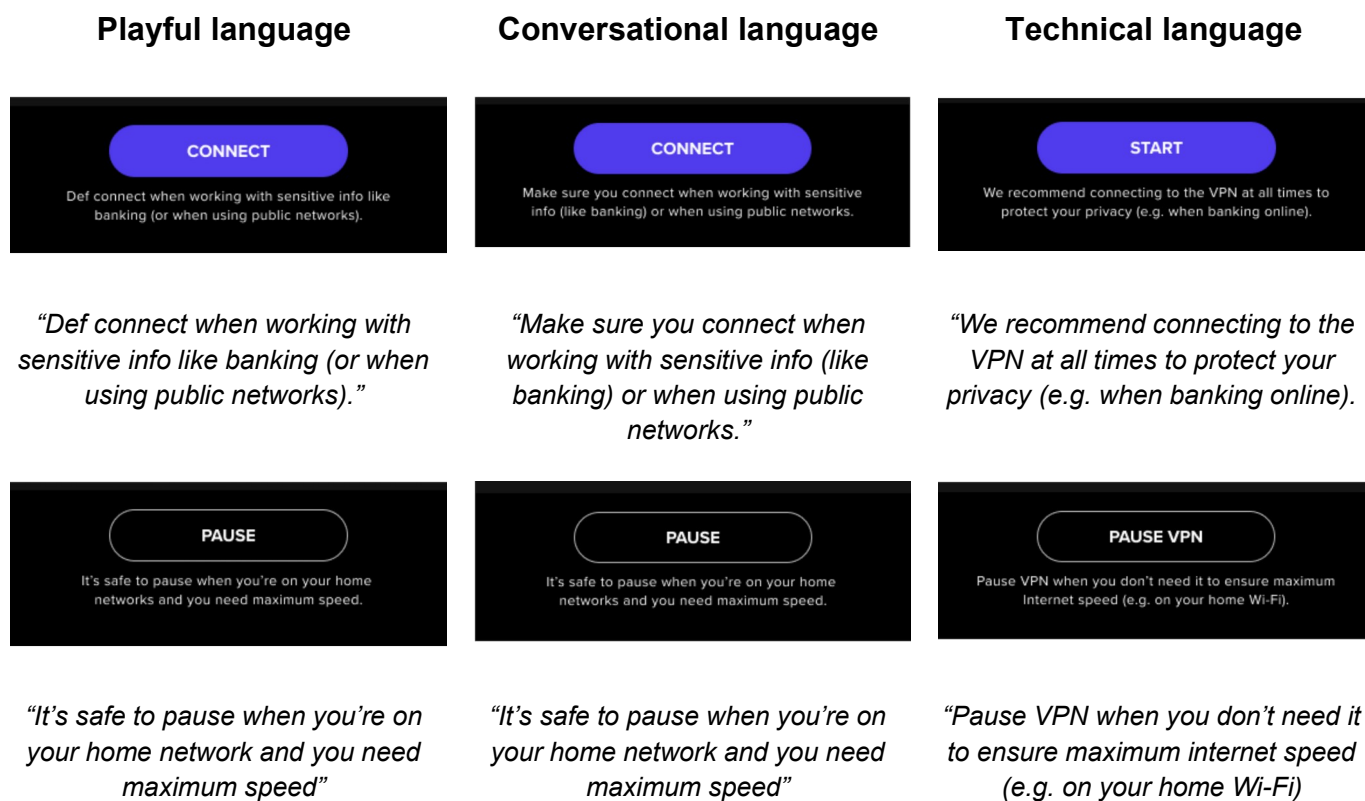 Playful language
Conversational language
Technical language
CONNECT
Def connect when working with sensitive info like
banking (or when using public networks).
CONNECT
Make sure you connect when working with sensitive
info (like banking) or when using public networks.
START
We recommend connecting to the VPN at all times to
protect your privacy (e.g. when banking online).
“Def connect when working with
sensitive info like banking (or when
using public networks).”
“Make sure you connect when
working with sensitive info (like
banking) or when using public
networks.”
“We recommend connecting to the
VPN at all times to protect your
privacy (e.g. when banking online).
PAUSE
It’s safe to pause when you’re on your home
networks and you need maximum speed.
PAUSE
It’s safe to pause when you’re on your home
networks and you need maximum speed.
PAUSE VPN
Pause VPN when you don’t need it to ensure maximum
Internet speed (e.g. on your home Wi-Fi).
“It’s safe to pause when you’re on
your home network and you need
maximum speed”
“It’s safe to pause when you’re on
your home network and you need
maximum speed”
“Pause VPN when you don’t need it
to ensure maximum internet speed
(e.g. on your home Wi-Fi)